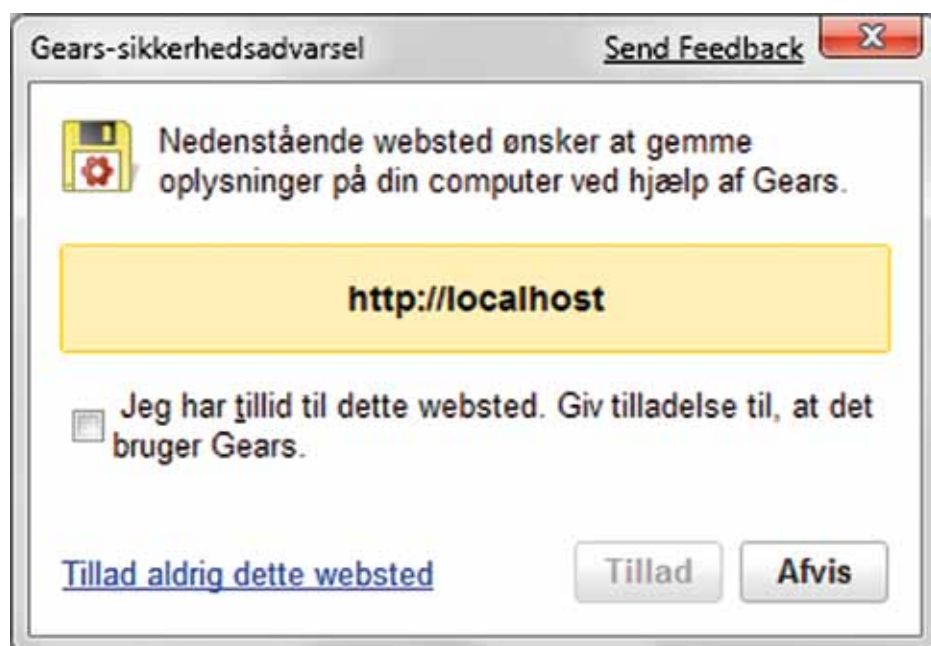 Gears-sikkerhedsadvarsel Send Feedback
Nedenstående websted ønsker at gemme
oplysninger på din computer ved hjælp af Gears.
http://localhost
Jeg har tillid til dette websted. Giv tilladelse til, at det
bruger Gears.
Tillad aldrig dette websted Tillad Afvis